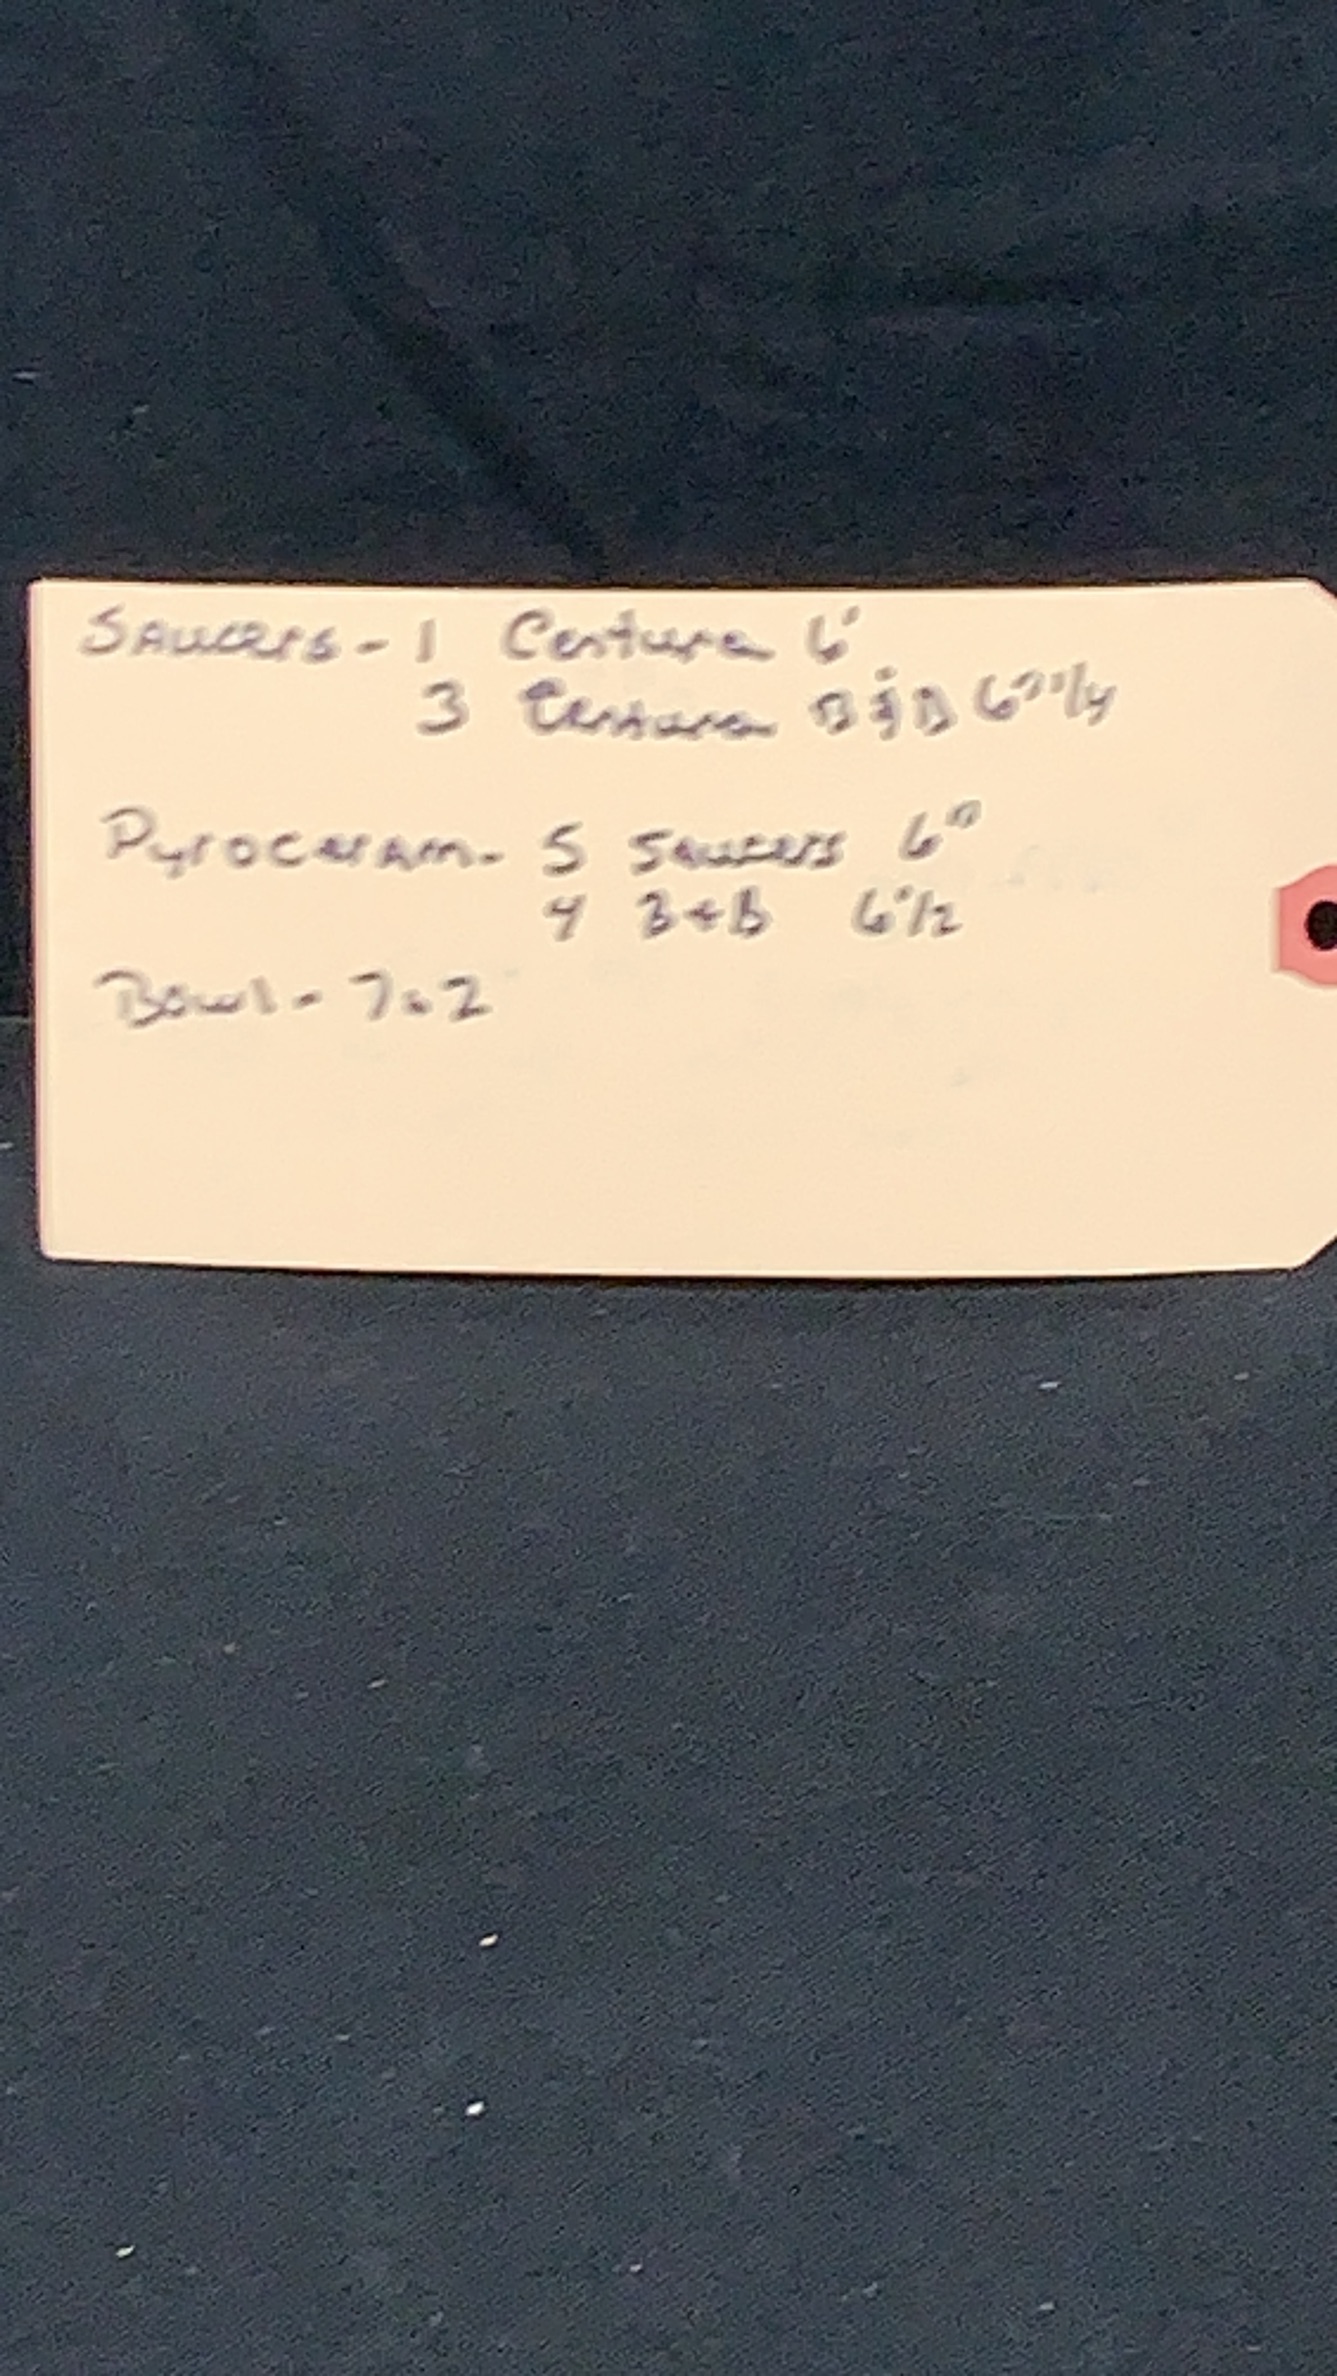 Saucers - 1 Centura 6"
3 Centura B & B 6"1/4
Pyroceram - 5 Saucers 6"
4 B + B 6"1/2
Bowl - 7x2